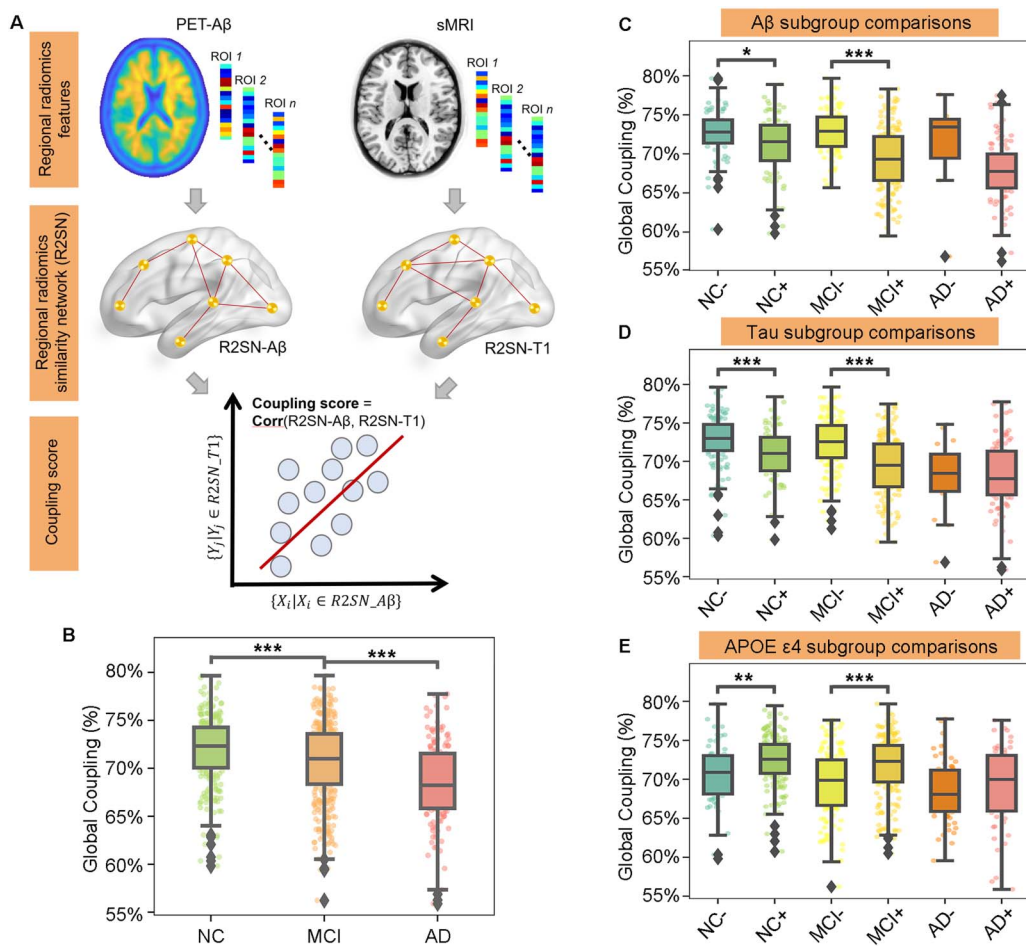 A
PET-Aβ
sMRI
ROI 1
ROI 2
ROI n
ROI 1
ROI 2
ROI n
Regional radiomics
features
Regional radiomics
similarity network (R2SN)
R2SN-Aβ
R2SN-T1
Coupling score
Coupling score =
Corr(R2SN-Aβ, R2SN-T1)
{Yj|Yj ∈ R2SN_T1}
{Xi|Xi ∈ R2SN_Aβ}
B
***
***
Global Coupling (%)
80%
75%
70%
65%
60%
55%
NC
MCI
AD
C
Aβ subgroup comparisons
*
***
Global Coupling (%)
80%
75%
70%
65%
60%
55%
NC-
NC+
MCI-
MCI+
AD-
AD+
D
Tau subgroup comparisons
***
***
Global Coupling (%)
80%
75%
70%
65%
60%
55%
NC-
NC+
MCI-
MCI+
AD-
AD+
E
APOE ε4 subgroup comparisons
**
***
Global Coupling (%)
80%
75%
70%
65%
60%
55%
NC-
NC+
MCI-
MCI+
AD-
AD+